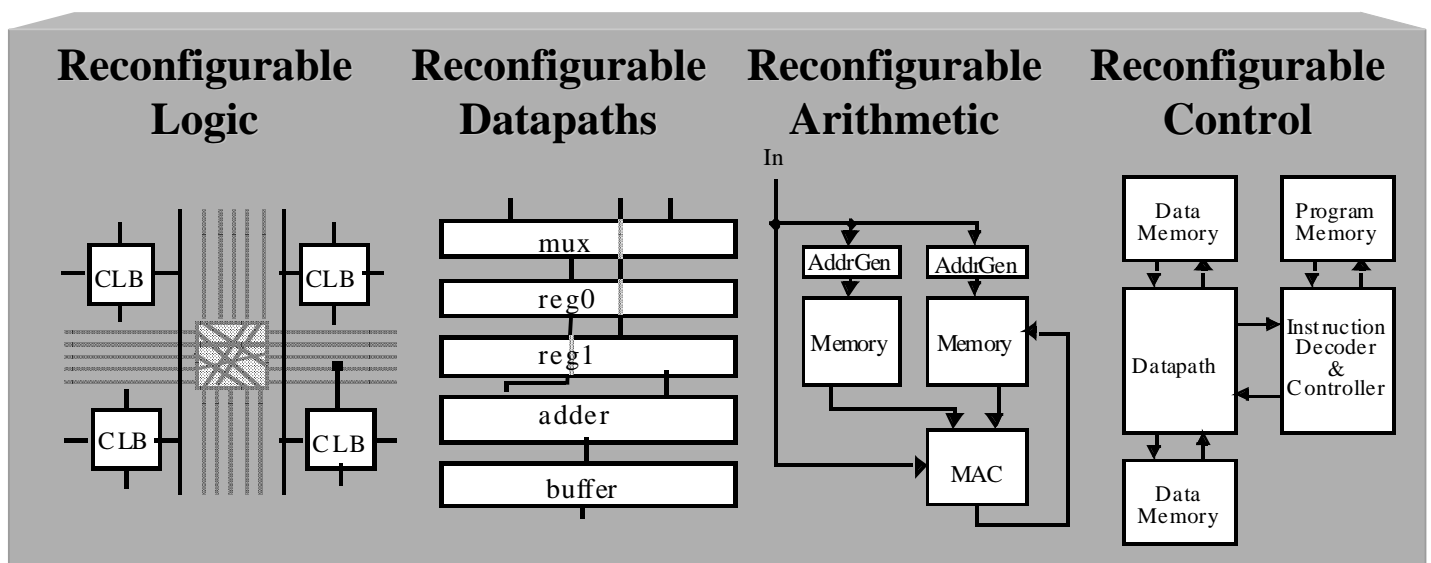 Reconfigurable
Logic
CLB
CLB
CLB
CLB
Reconfigurable
Datapaths
mux
reg0
reg1
adder
buffer
Reconfigurable
Arithmetic
In
AddrGen
AddrGen
Memory
Memory
MAC
Reconfigurable
Control
Data
Memory
Program
Memory
Datapath
Instruction
Decoder
&
Controller
Data
Memory